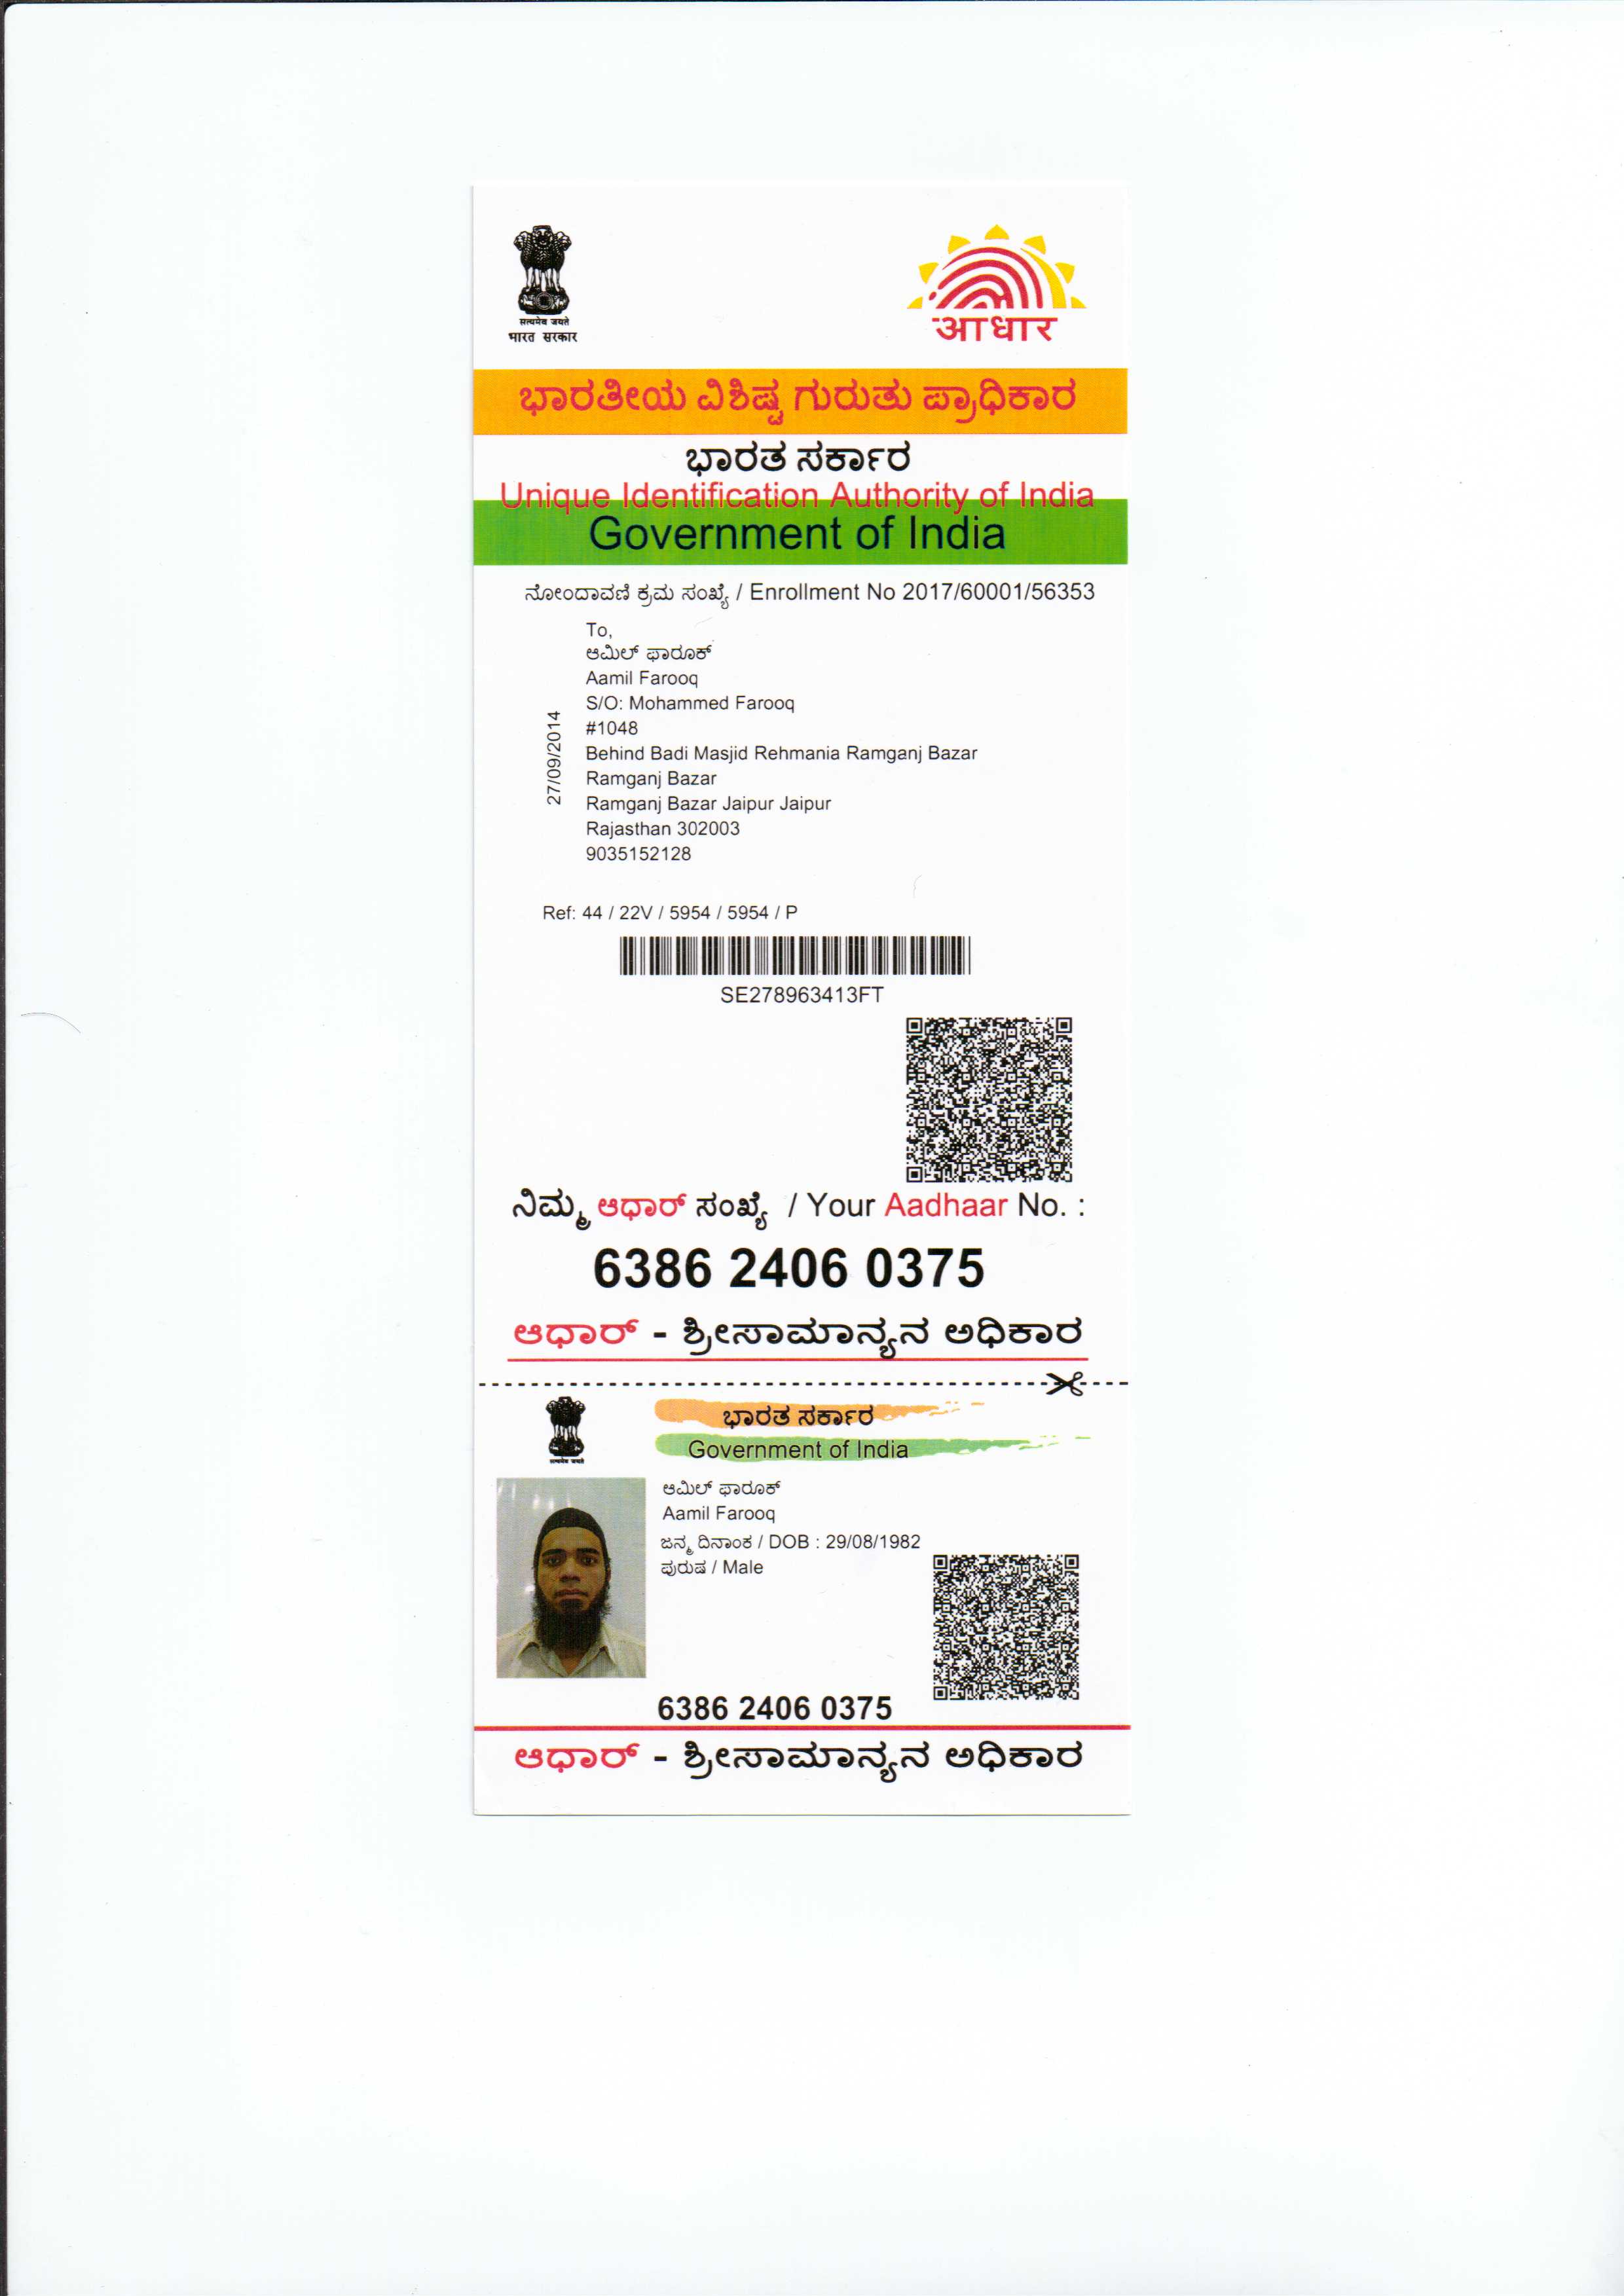 सत्यमेव जयते
भारत सरकार
आधार
ಭಾರತೀಯ ವಿಶಿಷ್ಟ ಗುರುತು ಪ್ರಾಧಿಕಾರ
ಭಾರತ ಸರ್ಕಾರ
Unique Identification Authority of India
Government of India
ನೋಂದಾವಣಿ ಕ್ರಮ ಸಂಖ್ಯೆ / Enrollment No 2017/60001/56353
To,
ಆಮಿಲ್ ಫಾರೂಕ್
Aamil Farooq
S/O: Mohammed Farooq
#1048
Behind Badi Masjid Rehmania Ramganj Bazar
Ramganj Bazar
Ramganj Bazar Jaipur Jaipur
Rajasthan 302003
9035152128
27/09/2014
Ref: 44 / 22V / 5954 / 5954 / P
SE278963413FT
ನಿಮ್ಮ ಆಧಾರ್ ಸಂಖ್ಯೆ / Your Aadhaar No. :
6386 2406 0375
ಆಧಾರ್ - ಶ್ರೀಸಾಮಾನ್ಯನ ಅಧಿಕಾರ
सत्यमेव जयते
ಭಾರತ ಸರ್ಕಾರ
Government of India
ಆಮಿಲ್ ಫಾರೂಕ್
Aamil Farooq
ಜನ್ಮ ದಿನಾಂಕ / DOB : 29/08/1982
ಪುರುಷ / Male
6386 2406 0375
ಆಧಾರ್ - ಶ್ರೀಸಾಮಾನ್ಯನ ಅಧಿಕಾರ